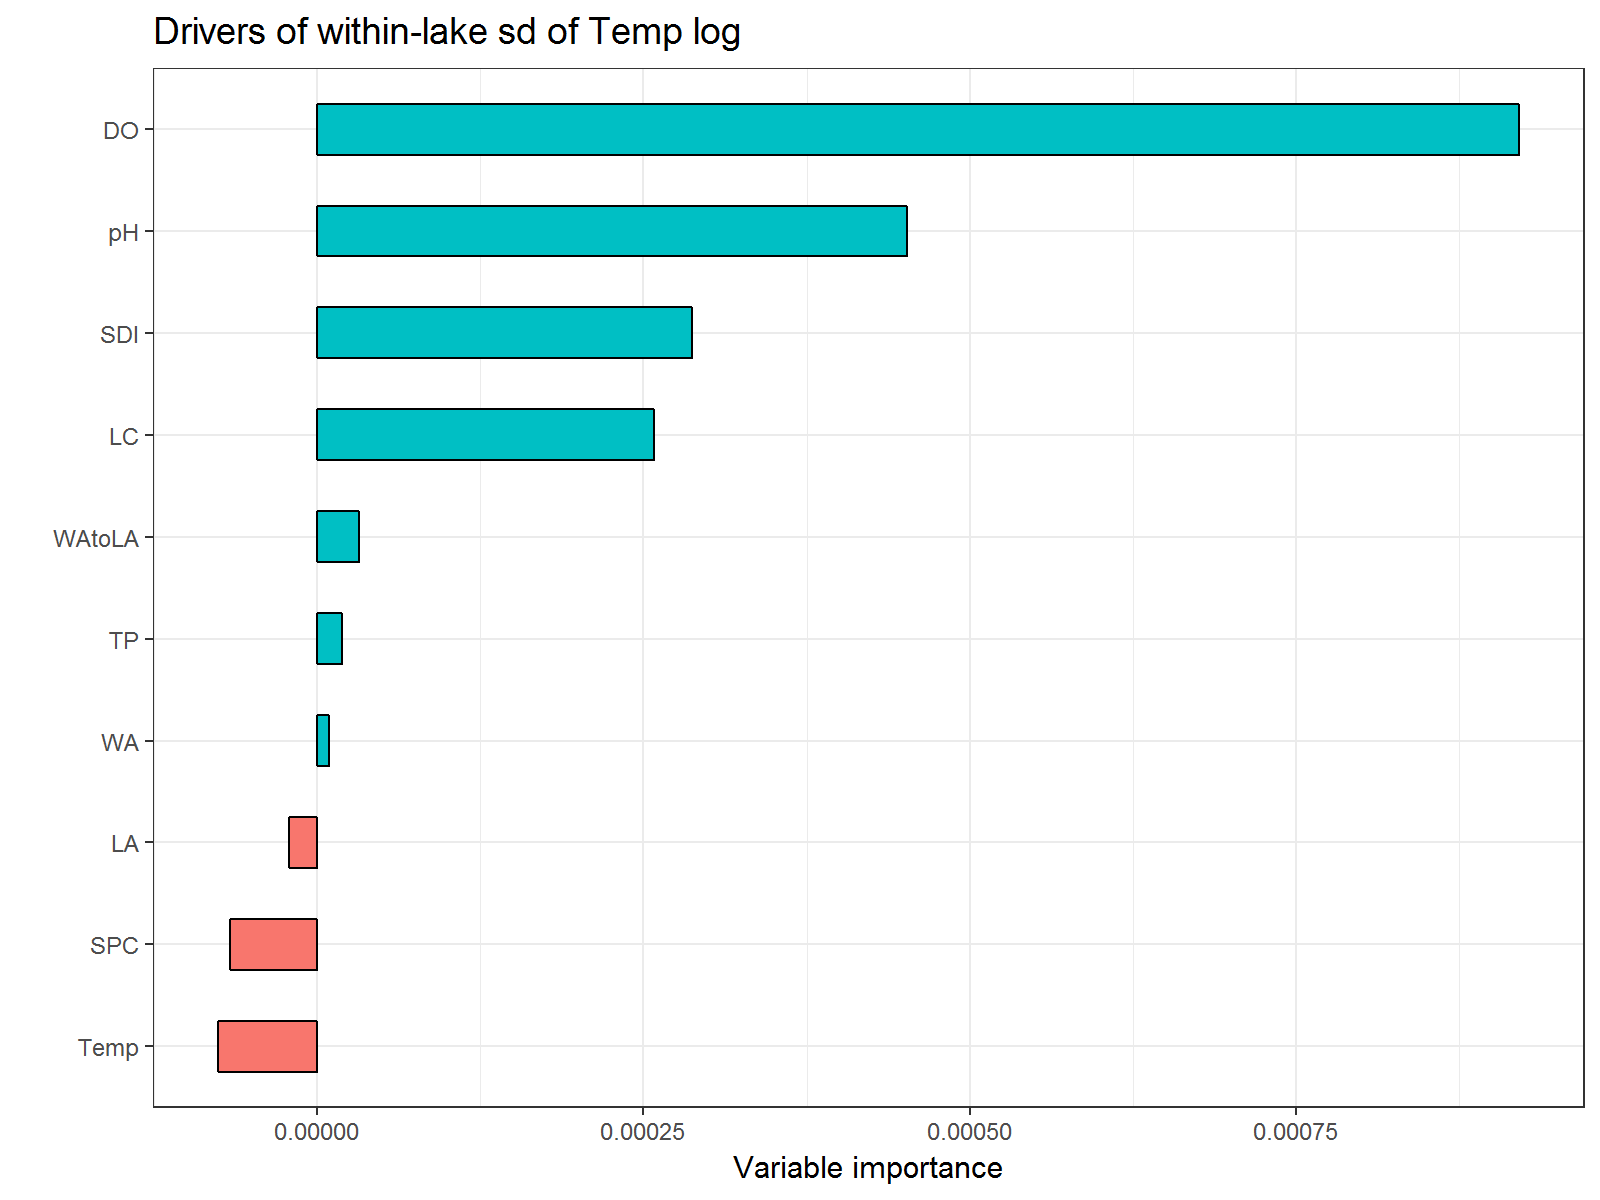 Drivers of within-lake sd of Temp log
DO
pH
SDI
LC
WAtoLA
TP
WA
LA
SPC
Temp
0.00000 0.00025 0.00050 0.00075
Variable importance